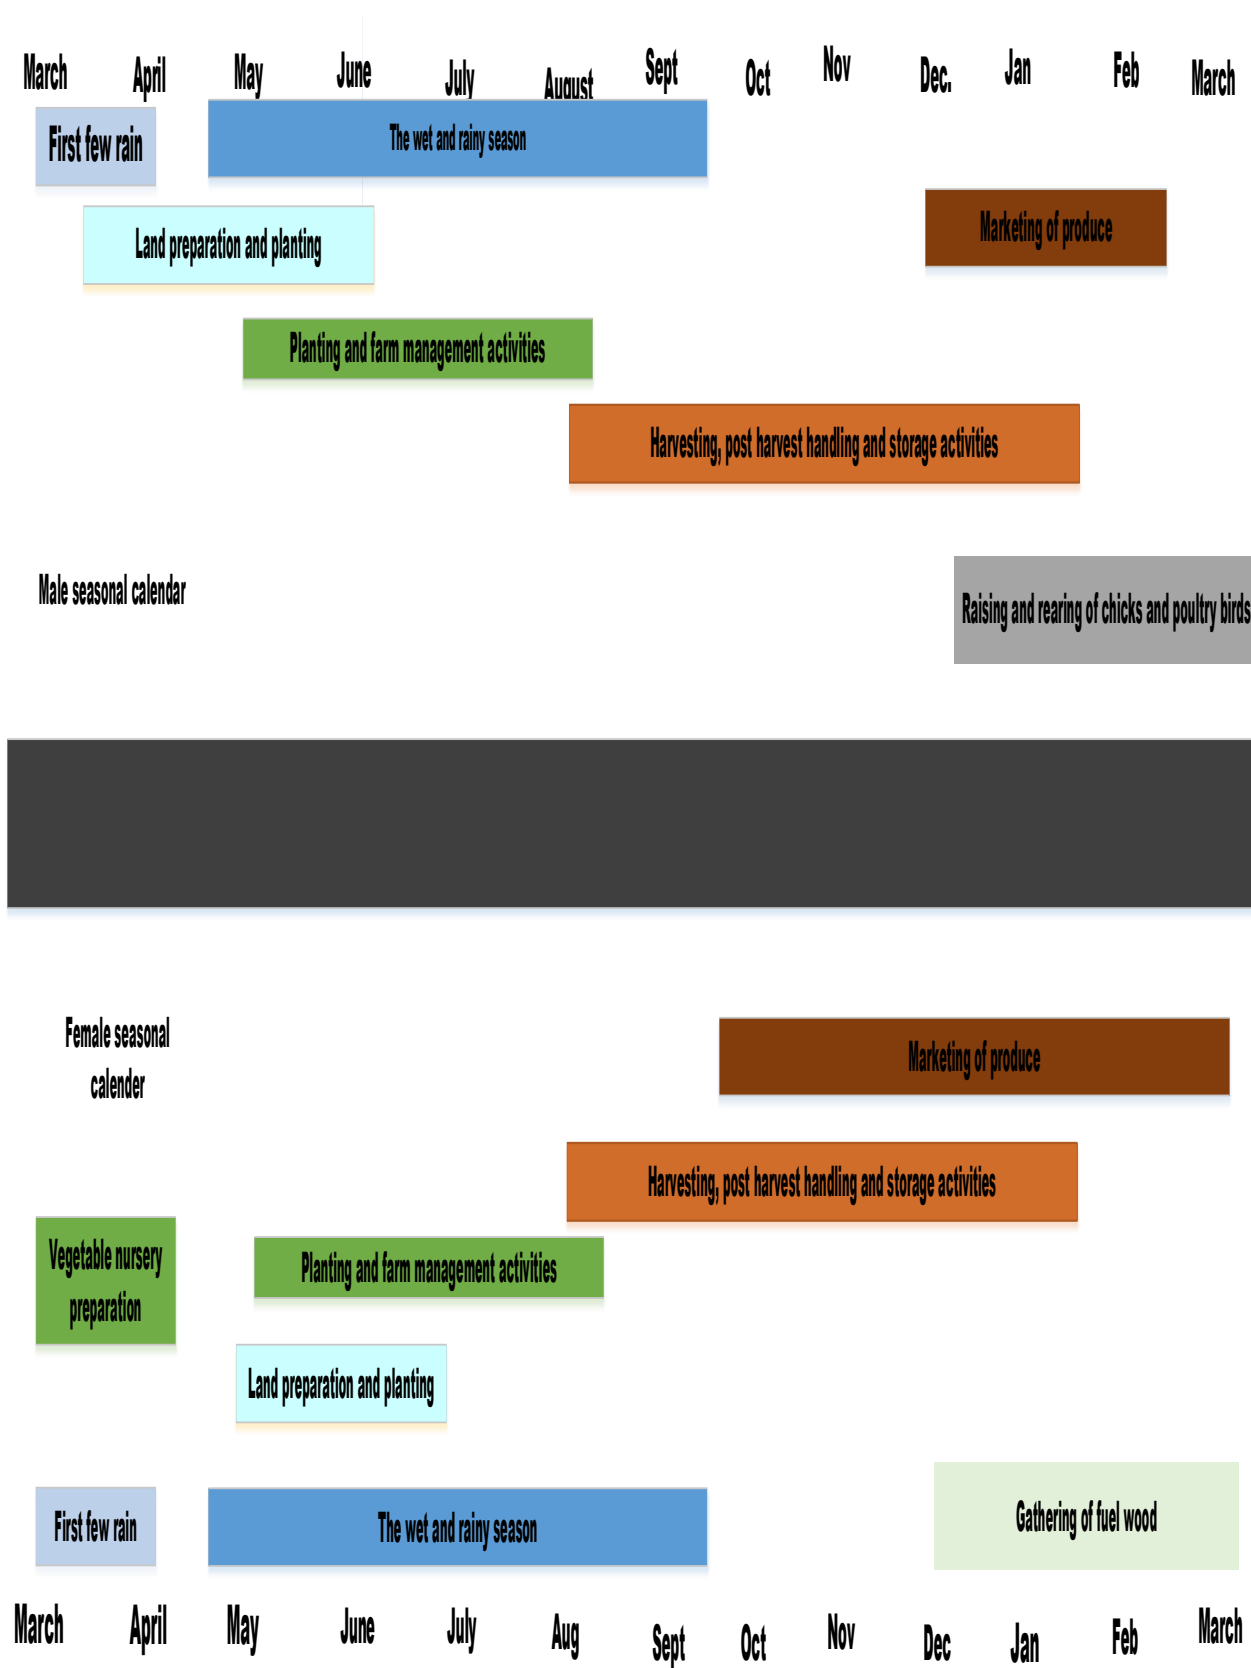 March April May June July August Sept Oct Nov Dec. Jan Feb March
First few rain
The wet and rainy season
Marketing of produce
Land preparation and planting
Planting and farm management activities
Harvesting, post harvest handling and storage activities
Male seasonal calendar
Raising and rearing of chicks and poultry birds
Female seasonal
calender
Marketing of produce
Harvesting, post harvest handling and storage activities
Vegetable nursery
preparation
Planting and farm management activities
Land preparation and planting
First few rain
The wet and rainy season
Gathering of fuel wood
March April May June July Aug Sept Oct Nov Dec Jan Feb March